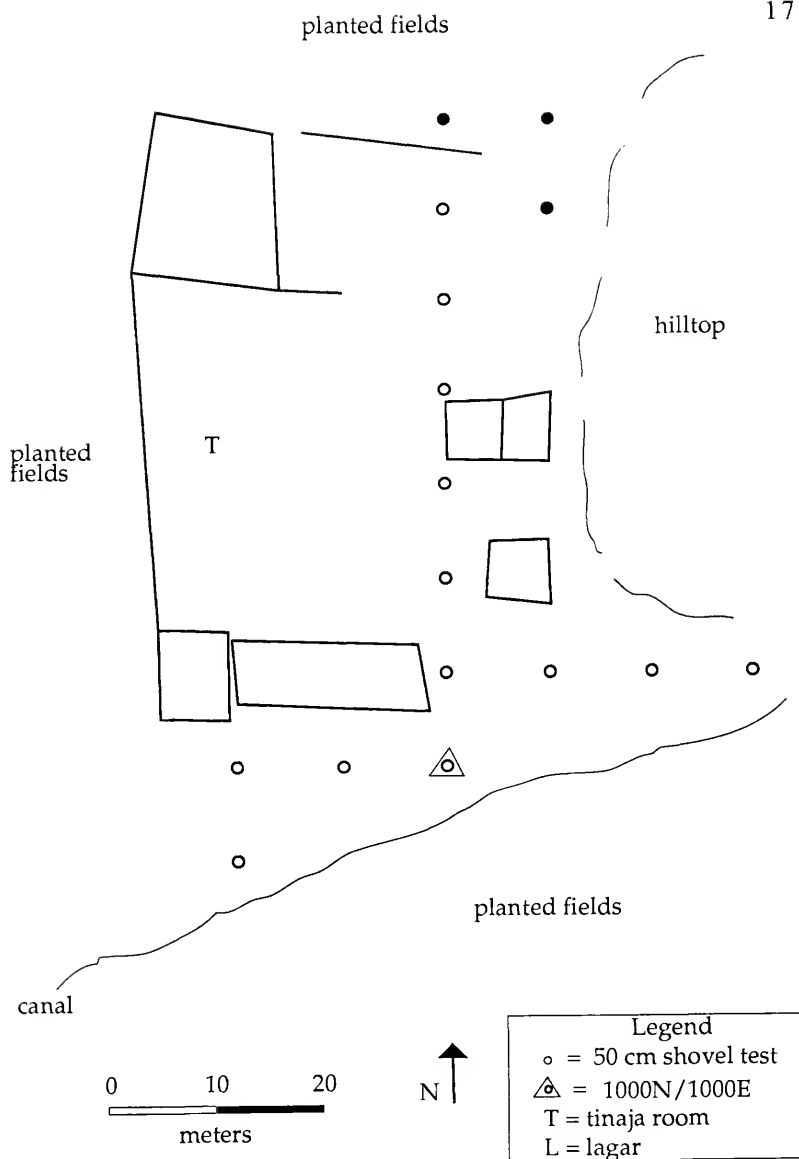 17
planted fields
hilltop
planted
fields
T
planted fields
canal
0 10 20
meters
N
Legend
o = 50 cm shovel test
= 1000N/1000E
T = tinaja room
L = lagar